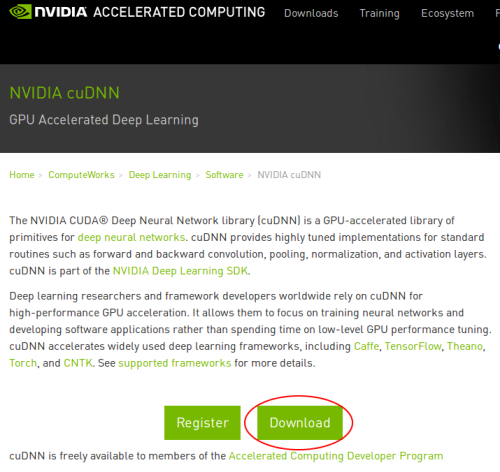 NVIDIA ACCELERATED COMPUTING Downloads Training Ecosystem
NVIDIA cuDNN
GPU Accelerated Deep Learning
Home > ComputeWorks > Deep Learning > Software > NVIDIA cuDNN
The NVIDIA CUDA® Deep Neural Network library (cuDNN) is a GPU-accelerated library of
primitives for deep neural networks. cuDNN provides highly tuned implementations for standard
routines such as forward and backward convolution, pooling, normalization, and activation layers.
cuDNN is part of the NVIDIA Deep Learning SDK.
Deep learning researchers and framework developers worldwide rely on cuDNN for
high-performance GPU acceleration. It allows them to focus on training neural networks and
developing software applications rather than spending time on low-level GPU performance tuning.
cuDNN accelerates widely used deep learning frameworks, including Caffe, TensorFlow, Theano,
Torch, and CNTK. See supported frameworks for more details.
Register Download
cuDNN is freely available to members of the Accelerated Computing Developer Program